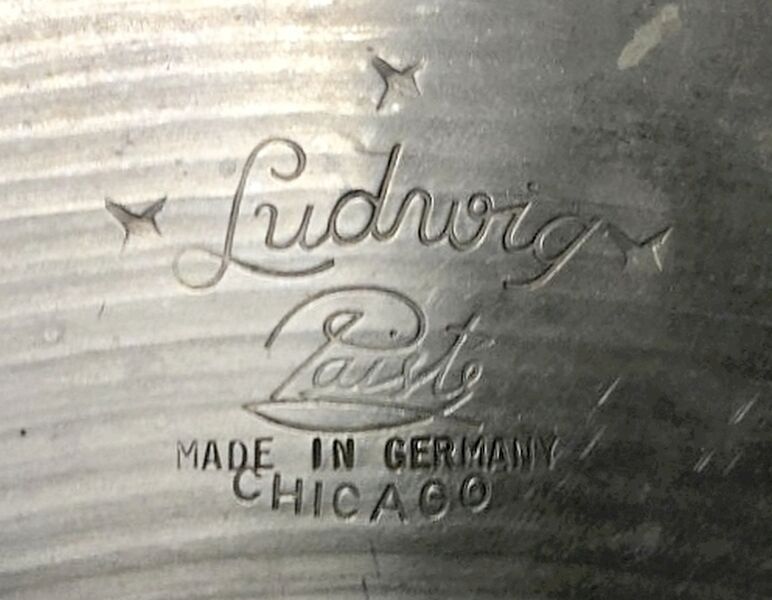 Ludwig
Paiste
MADE IN GERMANY
CHICAGO